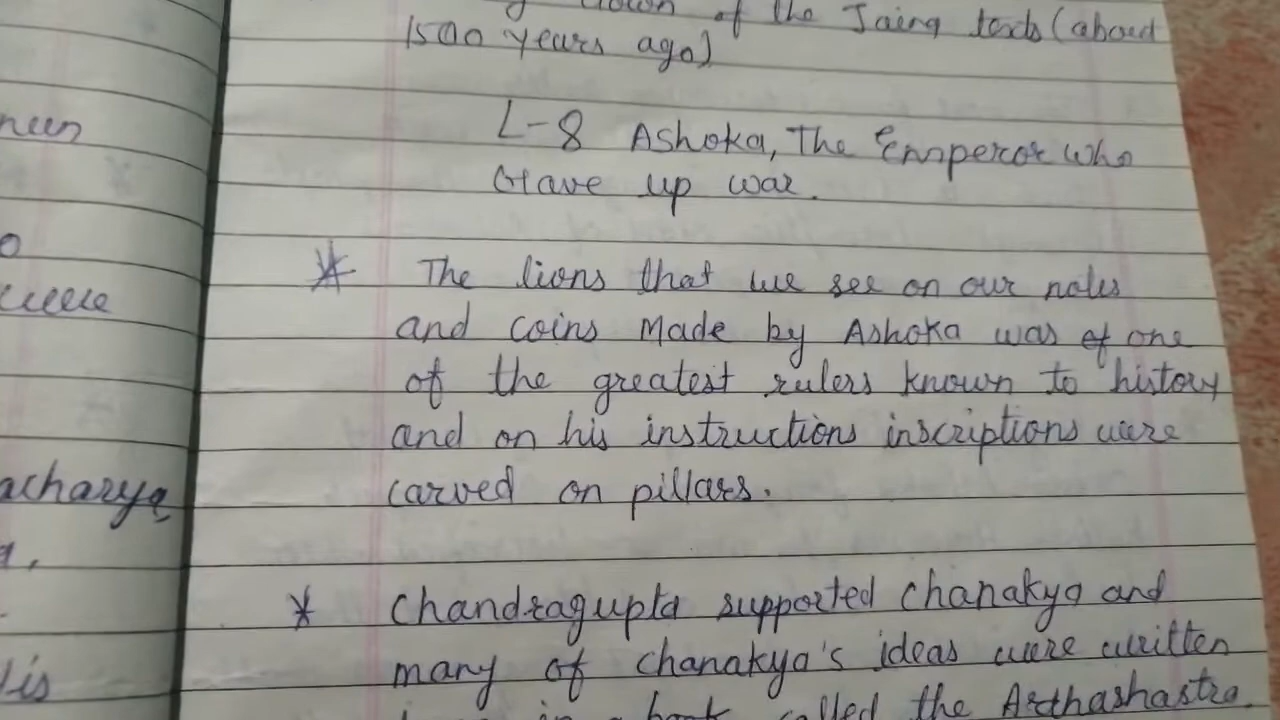 of the Jaina texts (about
1500 years ago)
L-8 Ashoka, The Emperor who
Gave up war.
* The lions that we see on our notes
and coins Made by Ashoka was of one
of the greatest rulers known to history
and on his instructions inscriptions were
carved on pillars.
* Chandragupta supported Chanakya and
many of Chanakya's ideas were written
in a book called the Arthashastra.
acharya